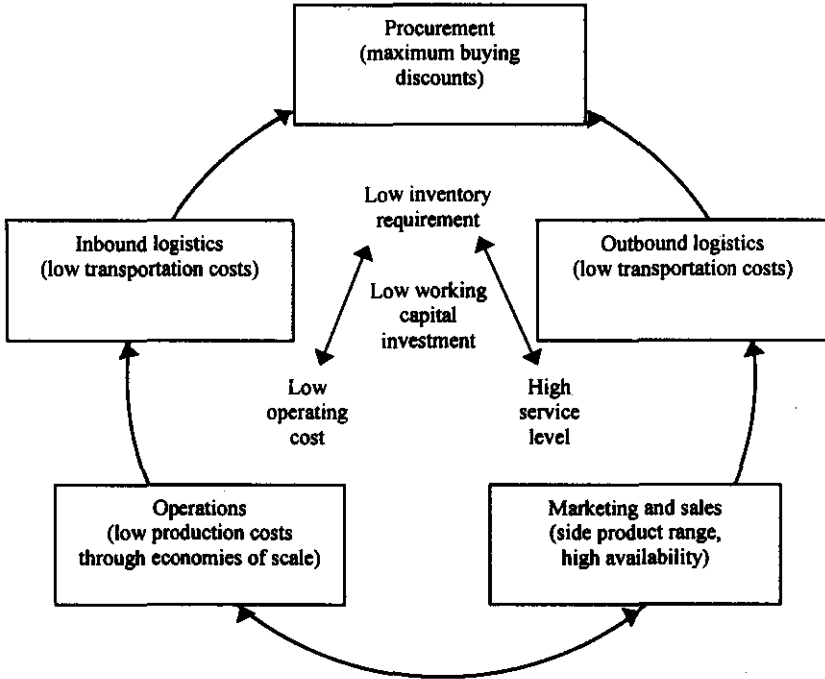 Procurement
(maximum buying
discounts)
Low inventory
requirement
Inbound logistics
(low transportation costs)
Outbound logistics
(low transportation costs)
Low working
capital
investment
Low
operating
cost
High
service
level
Operations
(low production costs
through economies of scale)
Marketing and sales
(side product range,
high availability)